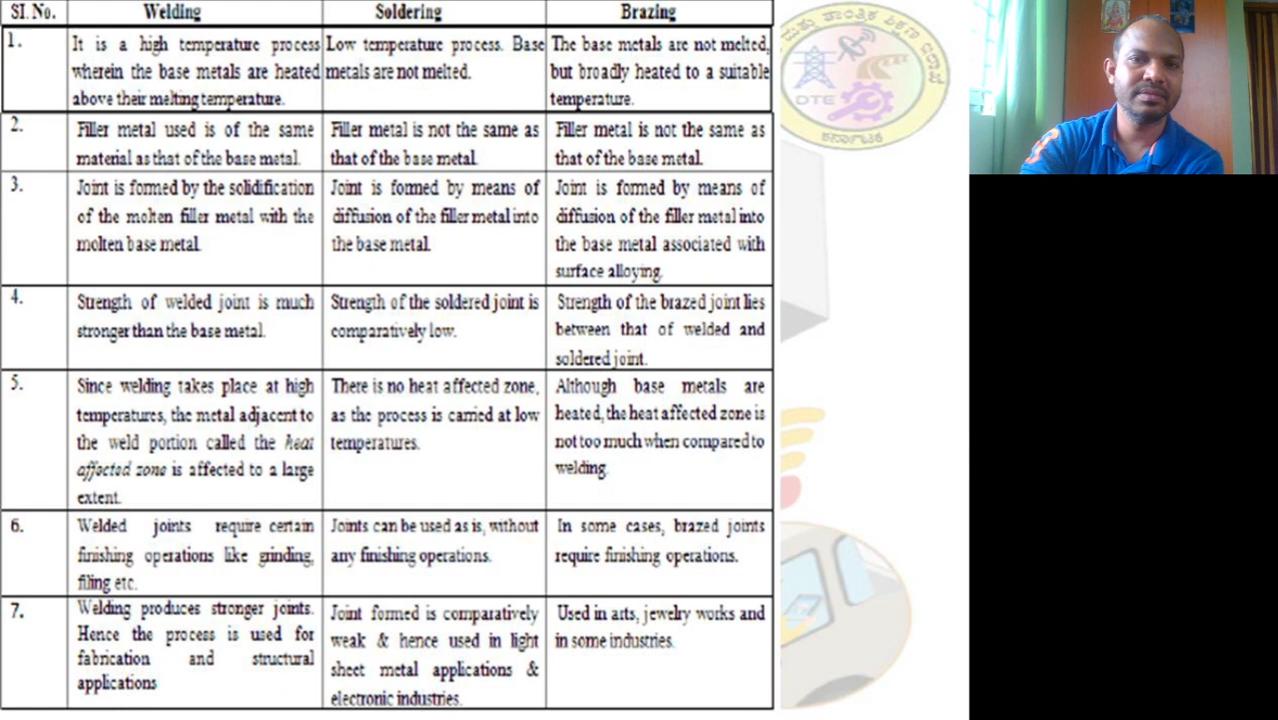 SI. No. Welding Soldering Brazing
1. It is a high temperature process
wherein the base metals are heated
above their melting temperature.
Low temperature process. Base
metals are not melted.
The base metals are not melted,
but broadly heated to a suitable
temperature.
2. Filler metal used is of the same
material as that of the base metal.
Filler metal is not the same as
that of the base metal.
Filler metal is not the same as
that of the base metal.
3. Joint is formed by the solidification
of the molten filler metal with the
molten base metal.
Joint is formed by means of
diffusion of the filler metal into
the base metal.
Joint is formed by means of
diffusion of the filler metal into
the base metal associated with
surface alloying.
4. Strength of welded joint is much
stronger than the base metal.
Strength of the soldered joint is
comparatively low.
Strength of the brazed joint lies
between that of welded and
soldered joint.
5. Since welding takes place at high
temperatures, the metal adjacent to
the weld portion called the heat
affected zone is affected to a large
extent.
There is no heat affected zone,
as the process is carried at low
temperatures.
Although base metals are
heated, the heat affected zone is
not too much when compared to
welding.
6. Welded joints require certain
finishing operations like grinding,
filing etc.
Joints can be used as is, without
any finishing operations.
In some cases, brazed joints
require finishing operations.
7. Welding produces stronger joints.
Hence the process is used for
fabrication and structural
applications
Joint formed is comparatively
weak & hence used in light
sheet metal applications &
electronic industries.
Used in arts, jewelry works and
in some industries.
ಮತ್ತು ತಾಂತ್ರಿಕ ಶಿಕ್ಷಣ
DTE
ಕರ್ನಾಟಕ